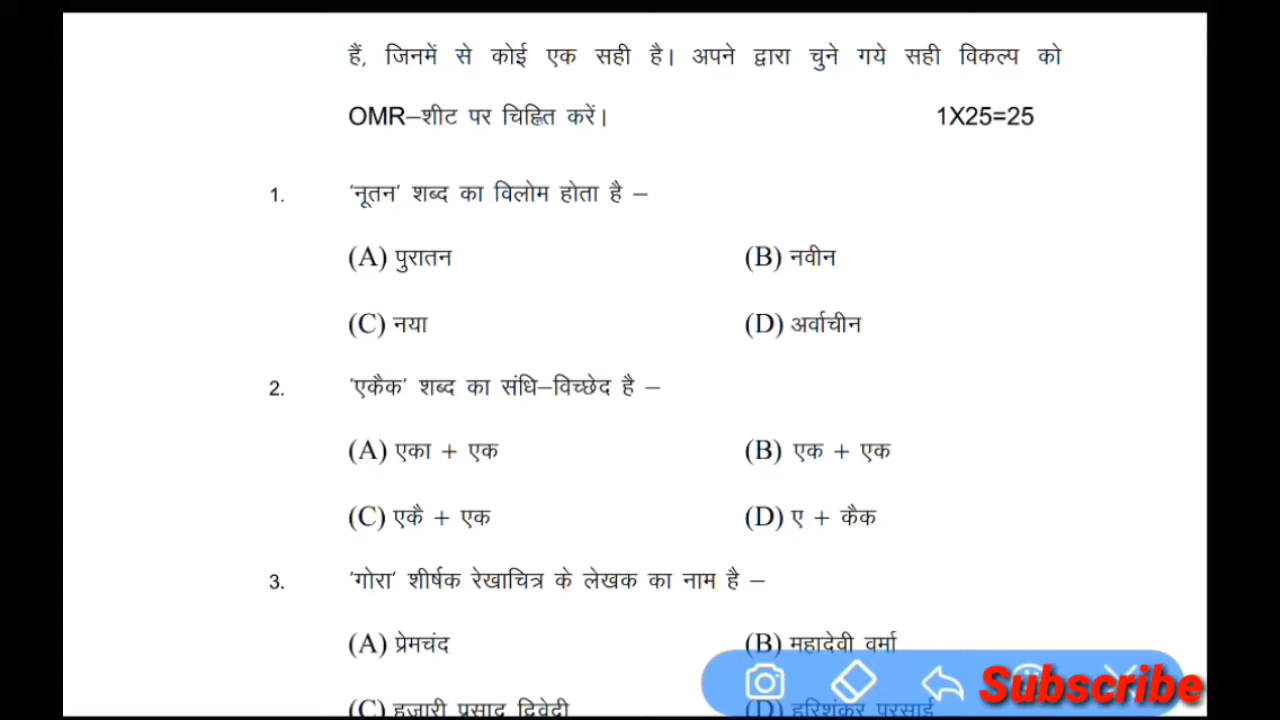 हैं, जिनमें से कोई एक सही है। अपने द्वारा चुने गये सही विकल्प को
OMR–शीट पर चिह्नित करें। 1X25=25
1. 'नूतन' शब्द का विलोम होता है –
(A) पुरातन (B) नवीन
(C) नया (D) अर्वाचीन
2. 'एकैक' शब्द का संधि–विच्छेद है –
(A) एका + एक (B) एक + एक
(C) एकै + एक (D) ए + कैक
3. 'गोरा' शीर्षक रेखाचित्र के लेखक का नाम है –
(A) प्रेमचंद (B) महादेवी वर्मा
(C) हजारी प्रसाद द्विवेदी (D) हरिशंकर परसाई
Subscribe